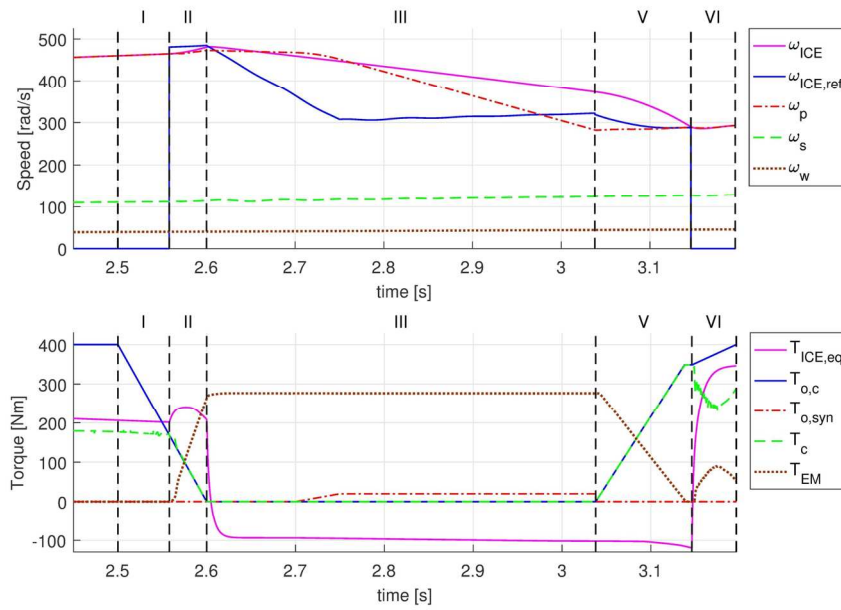 I II III V VI
500
400
300
200
100
0
Speed [rad/s]
2.5 2.6 2.7 2.8 2.9 3 3.1
time [s]
ω_ICE
ω_ICE,ref
ω_p
ω_s
ω_w
I II III V VI
400
300
200
100
0
-100
Torque [Nm]
2.5 2.6 2.7 2.8 2.9 3 3.1
time [s]
T_ICE,eq
T_o,c
T_o,syn
T_c
T_EM